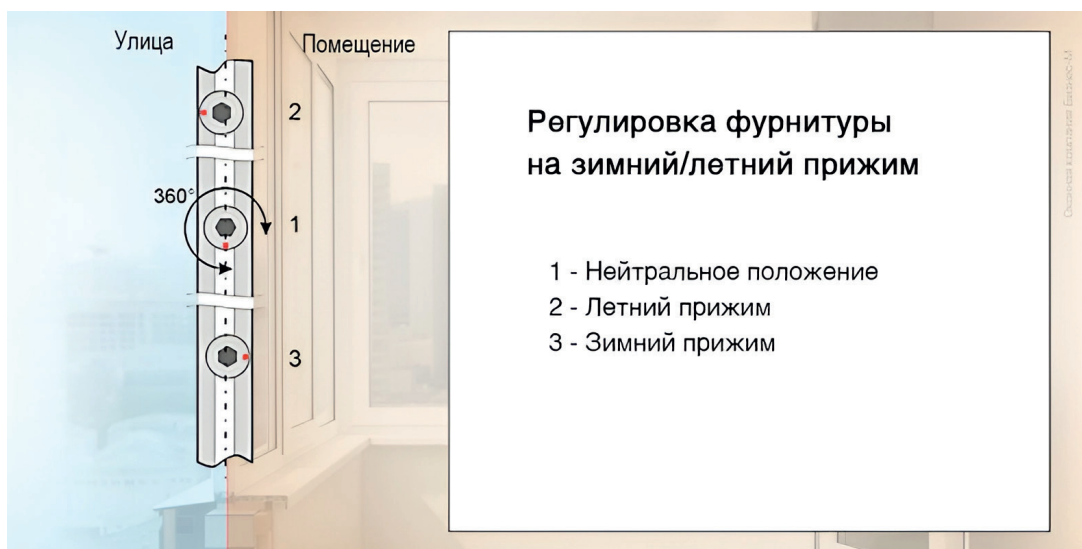 Улица
Помещение
2
360°
1
3
Регулировка фурнитуры
на зимний/летний прижим
1 - Нейтральное положение
2 - Летний прижим
3 - Зимний прижим